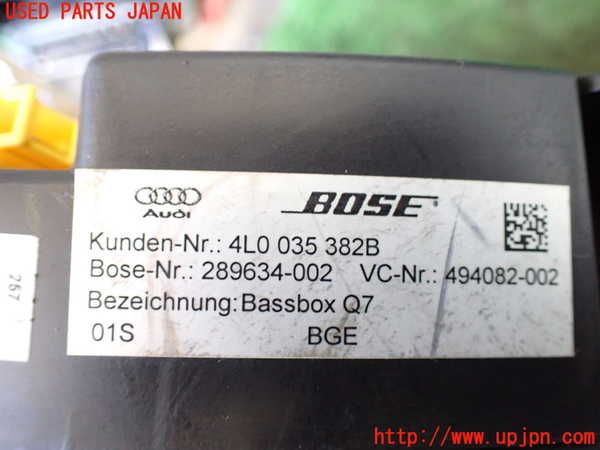 USED PARTS JAPAN
Audi BOSE
Kunden-Nr.: 4L0 035 382B
Bose-Nr.: 289634-002 VC-Nr.: 494082-002
Bezeichnung: Bassbox Q7
01S BGE
257
http://www.upjpn.com/